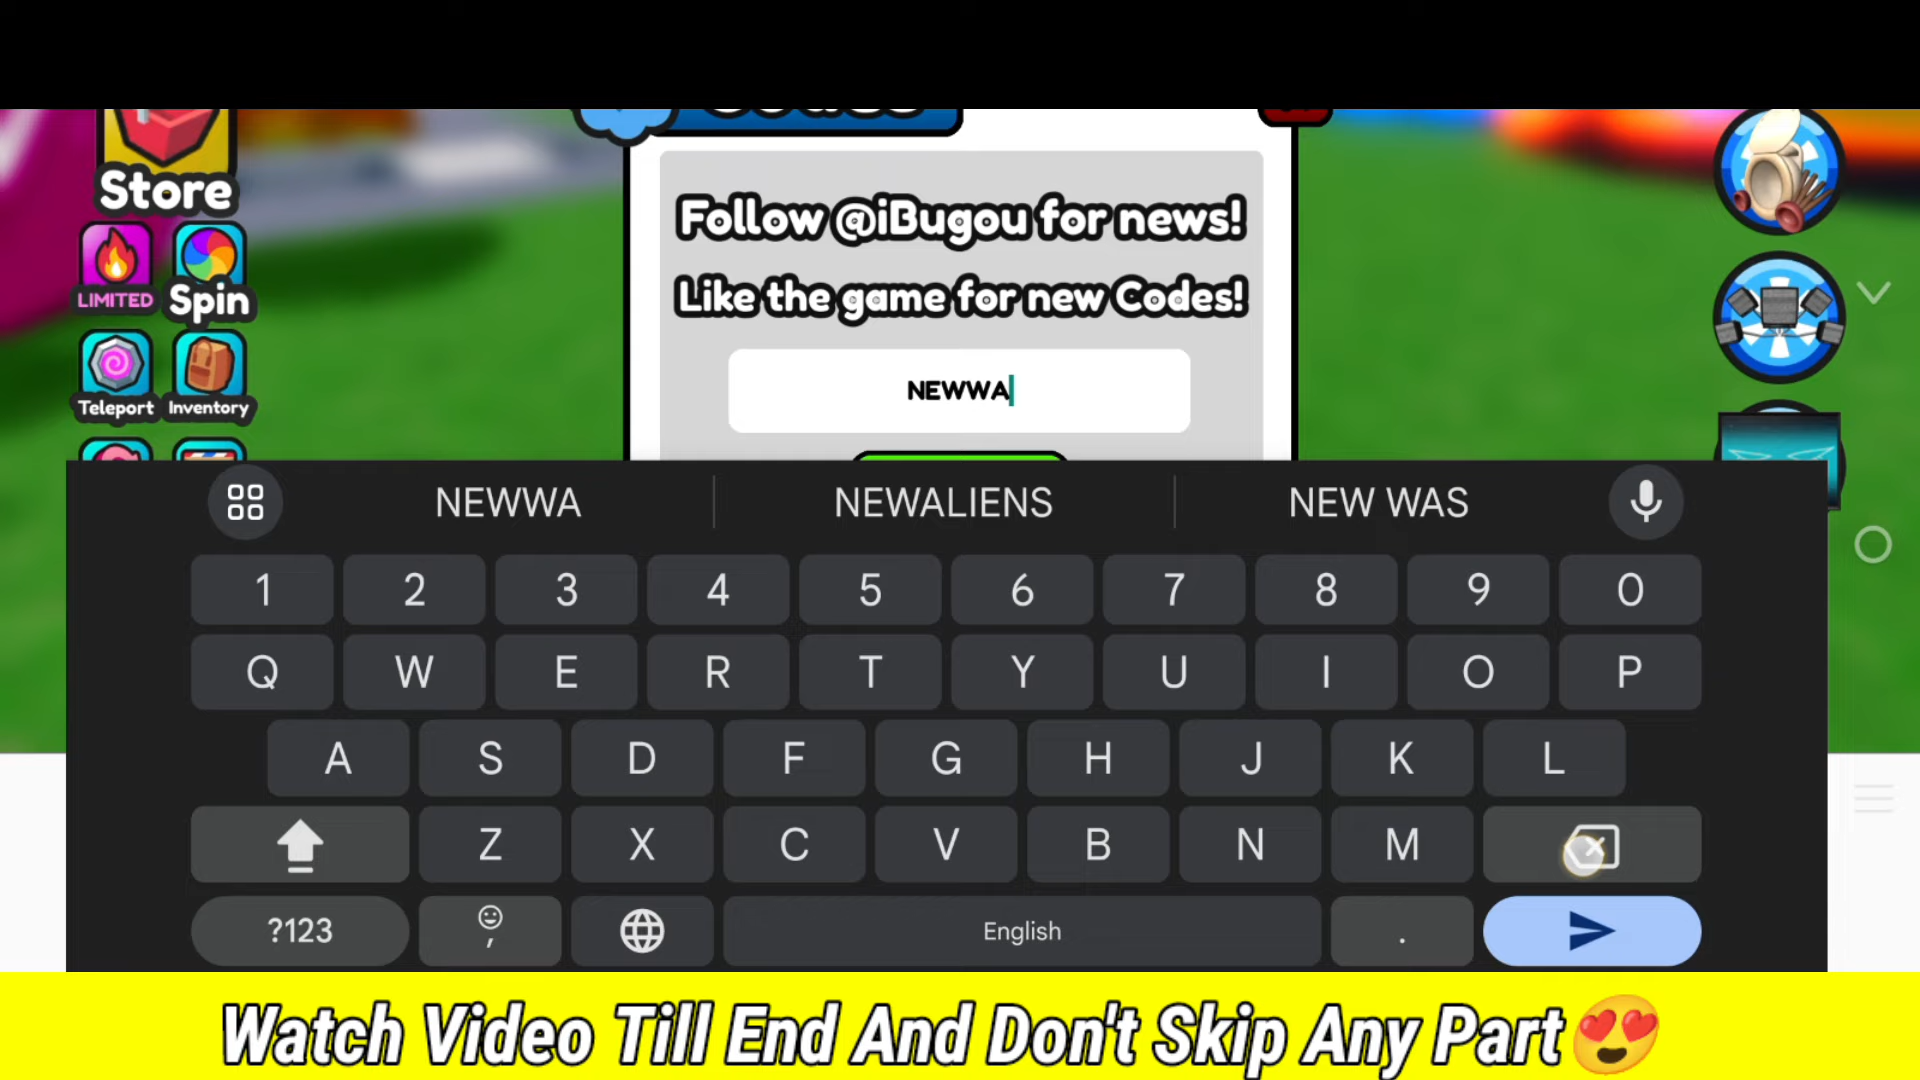 Store
LIMITED
Spin
Teleport
Inventory
Follow @iBugou for news!
Like the game for new Codes!
NEWWA
NEWWA
NEWALIENS
NEW WAS
1 2 3 4 5 6 7 8 9 0
Q W E R T Y U I O P
A S D F G H J K L
Z X C V B N M
?123
,
English
.
Watch Video Till End And Don't Skip Any Part